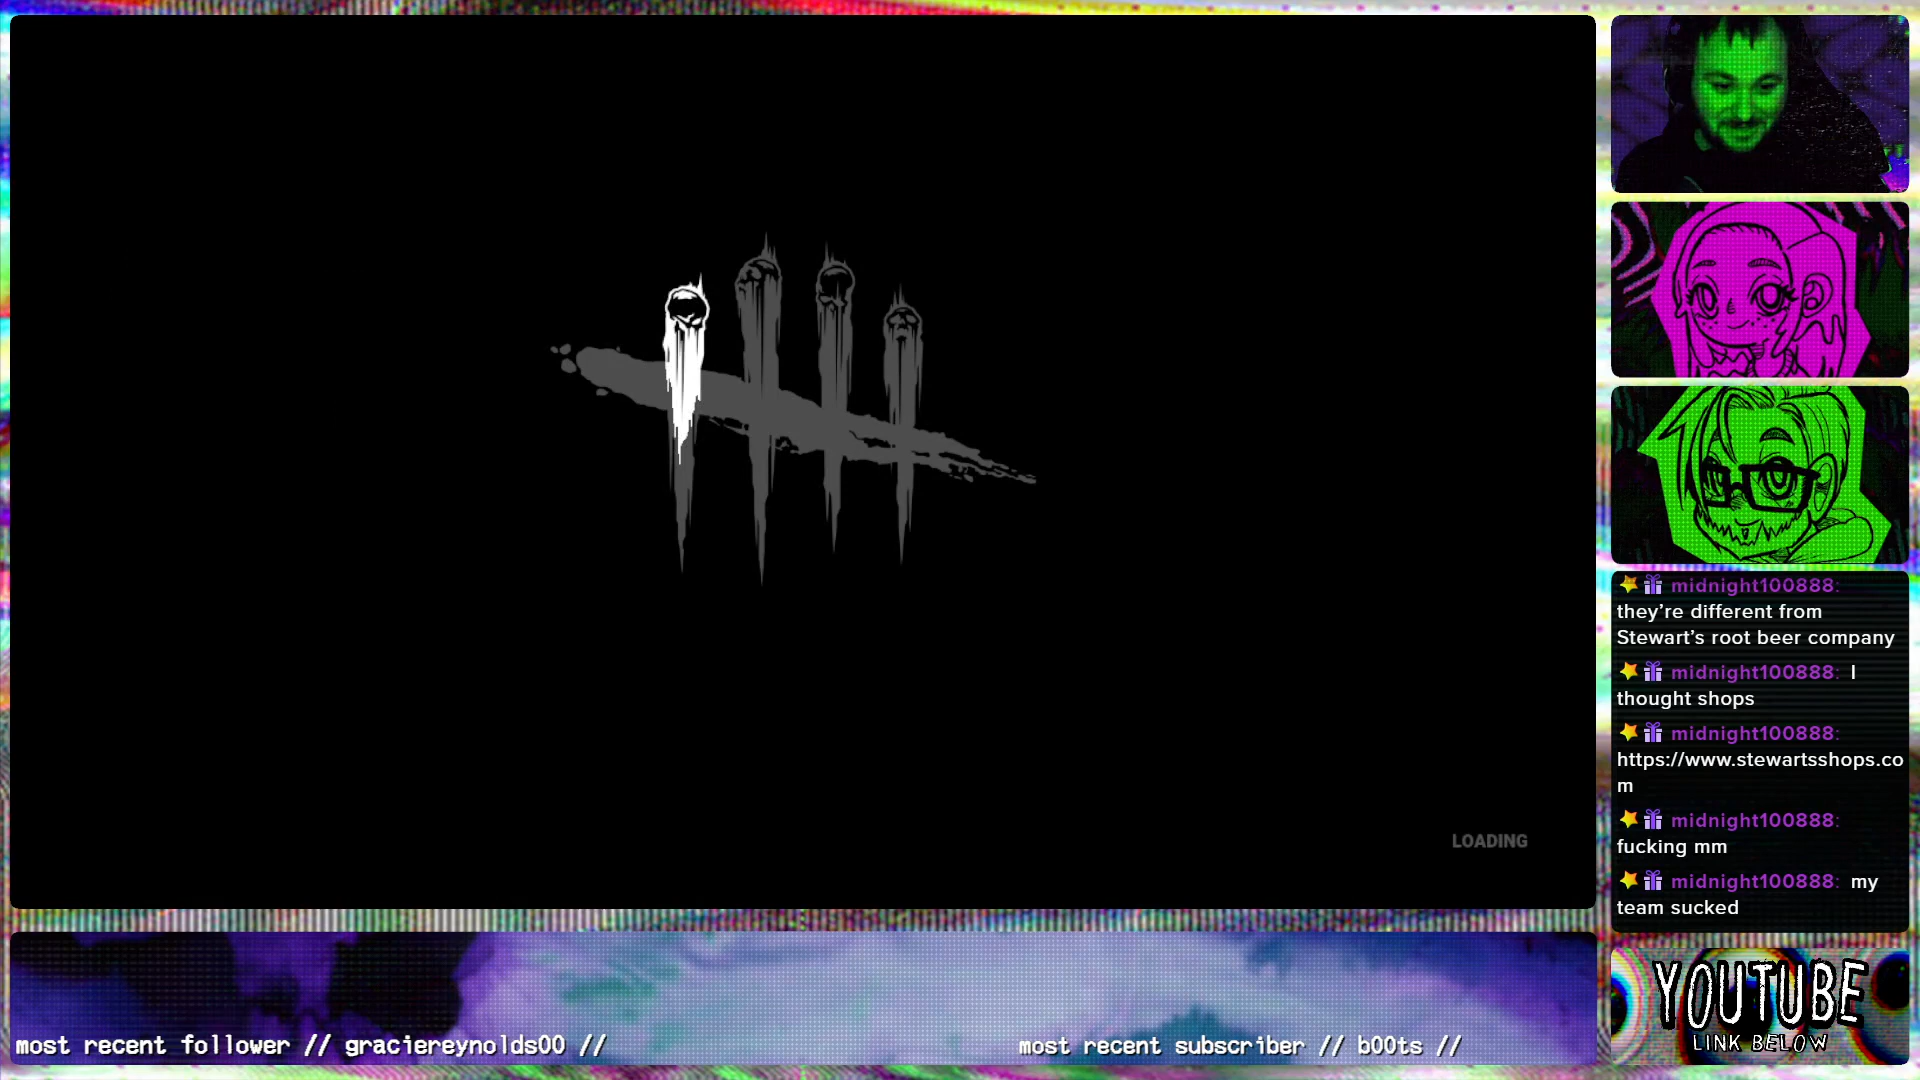 LOADING
midnight100888:
they’re different from
Stewart’s root beer company
midnight100888: I
thought shops
midnight100888:
https://www.stewartsshops.co
m
midnight100888:
fucking mm
midnight100888: my
team sucked
most recent follower // graciereynolds00 //
most recent subscriber // b00ts //
YOUTUBE
LINK BELOW